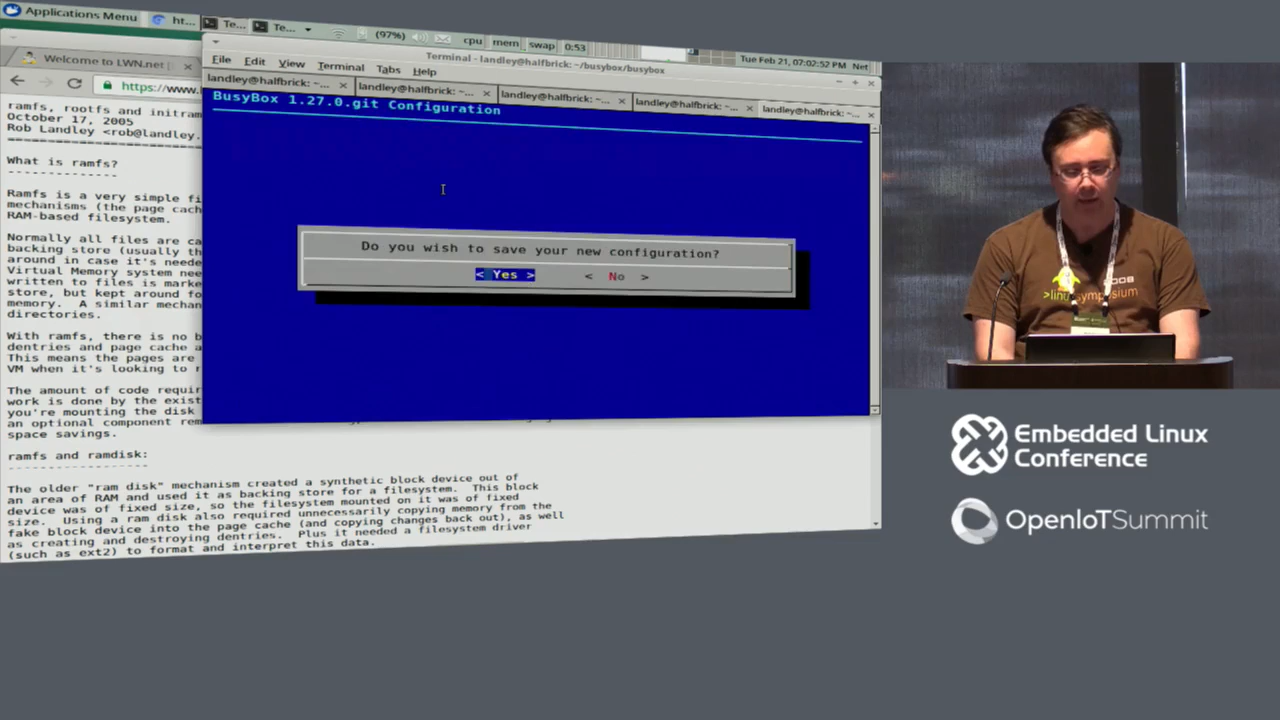 Applications Menu
ht...
Te...
Te...
(97%)
cpu
mem
swap
0:53
Tue Feb 21, 07:02:52 PM
Net
Terminal - landley@halfbrick: ~/busybox/busybox
File Edit View Terminal Tabs Help
landley@halfbrick: ~...
landley@halfbrick: ~...
landley@halfbrick: ~...
landley@halfbrick: ~...
landley@halfbrick: ~...
BusyBox 1.27.0.git Configuration
Do you wish to save your new configuration?
< Yes > < No >
Welcome to LWN.net [
https://www.
ramfs, rootfs and initram
October 17, 2005
Rob Landley <rob@landley.
=============================
What is ramfs?
--------------
Ramfs is a very simple fi
mechanisms (the page cac
RAM-based filesystem.
Normally all files are ca
backing store (usually th
around in case it's neede
Virtual Memory system nee
written to files is marke
store, but kept around fo
memory. A similar mechan
directories.
With ramfs, there is no b
dentries and page cache a
This means the pages are
VM when it's looking to r
The amount of code requir
work is done by the exist
you're mounting the disk
an optional component rem
space savings.
ramfs and ramdisk:
------------------
The older "ram disk" mechanism created a synthetic block device out of
an area of RAM and used it as backing store for a filesystem. This block
device was of fixed size, so the filesystem mounted on it was of fixed
size. Using a ram disk also required unnecessarily copying memory from the
fake block device into the page cache (and copying changes back out), as well
as creating and destroying dentries. Plus it needed a filesystem driver
(such as ext2) to format and interpret this data.
2008
>linuxsymposium
Embedded Linux
Conference
OpenIoTSummit